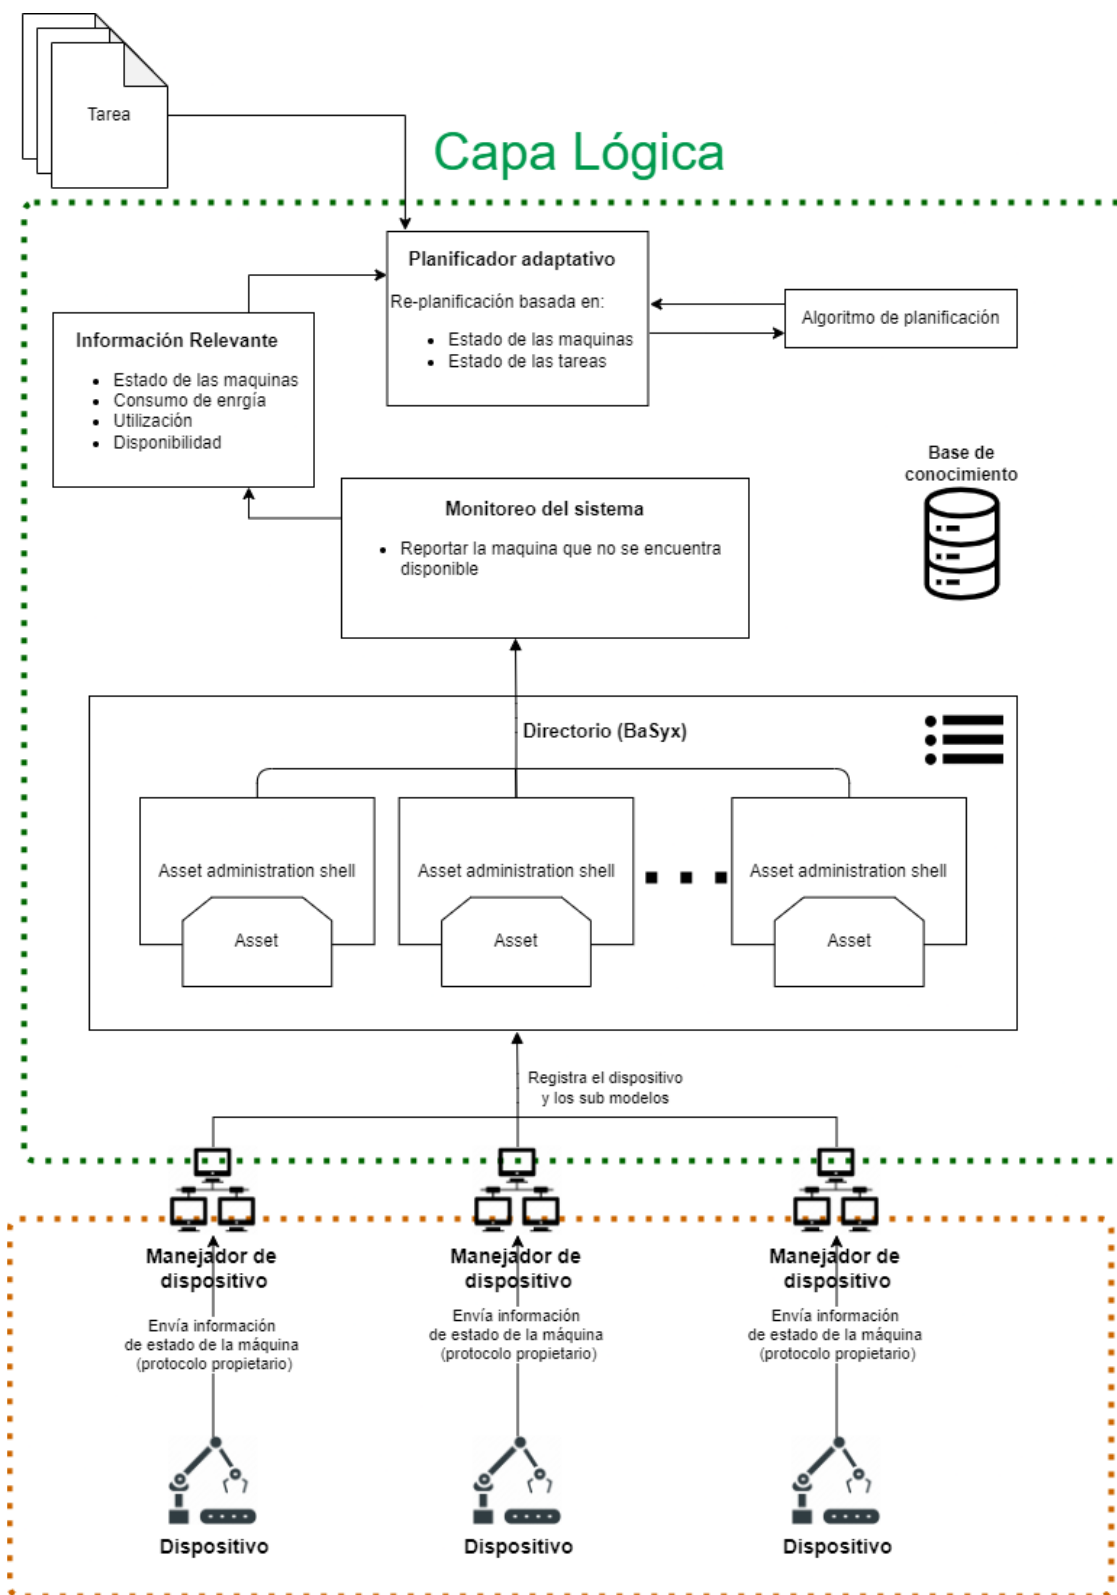 Tarea
Capa Lógica
Planificador adaptativo
Re-planificación basada en:
Estado de las maquinas
Estado de las tareas
Algoritmo de planificación
Información Relevante
Estado de las maquinas
Consumo de enrgía
Utilización
Disponibilidad
Base de
conocimiento
Monitoreo del sistema
Reportar la maquina que no se encuentra
disponible
Directorio (BaSyx)
Asset administration shell
Asset
Asset administration shell
Asset
Asset administration shell
Asset
Registra el dispositivo
y los sub modelos
Manejador de
dispositivo
Envía información
de estado de la máquina
(protocolo propietario)
Dispositivo
Manejador de
dispositivo
Envía información
de estado de la máquina
(protocolo propietario)
Dispositivo
Manejador de
dispositivo
Envía información
de estado de la máquina
(protocolo propietario)
Dispositivo